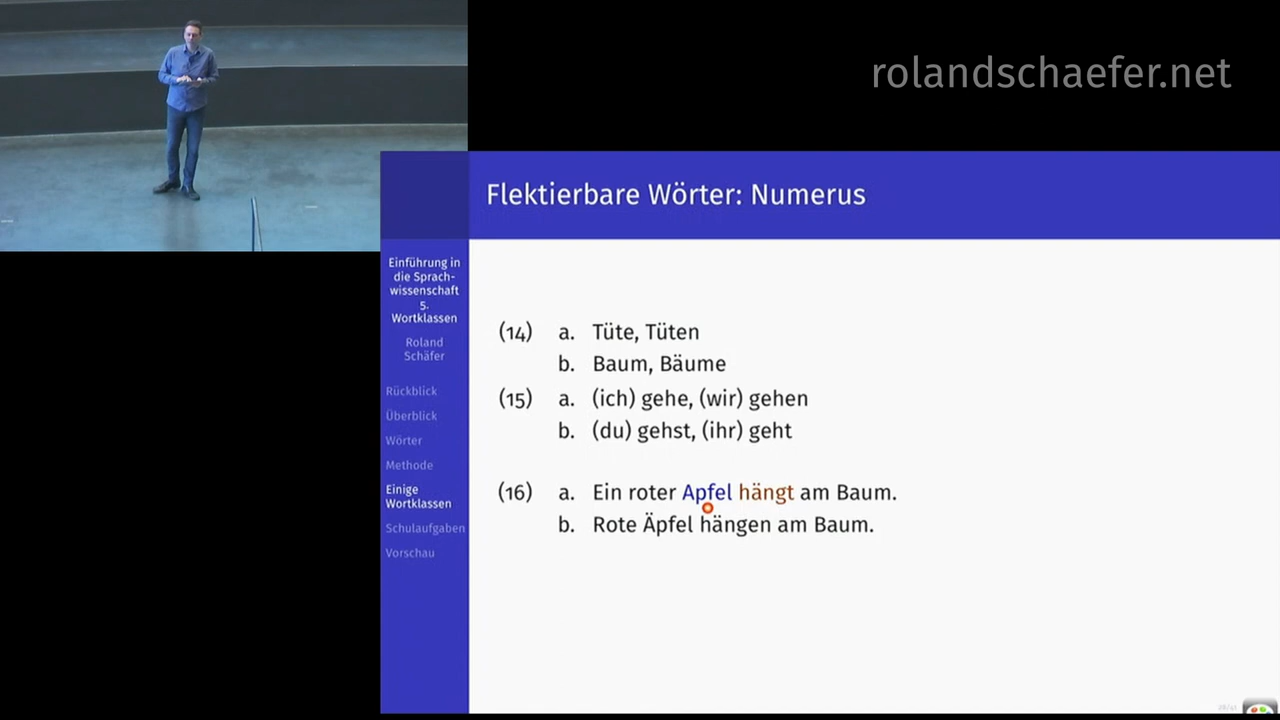 rolandschaefer.net
Flektierbare Wörter: Numerus
Einführung in
die Sprach-
wissenschaft
5.
Wortklassen
Roland
Schäfer
Rückblick
Überblick
Wörter
Methode
Einige
Wortklassen
Schulaufgaben
Vorschau
(14) a. Tüte, Tüten
b. Baum, Bäume
(15) a. (ich) gehe, (wir) gehen
b. (du) gehst, (ihr) geht
(16) a. Ein roter Apfel hängt am Baum.
b. Rote Äpfel hängen am Baum.